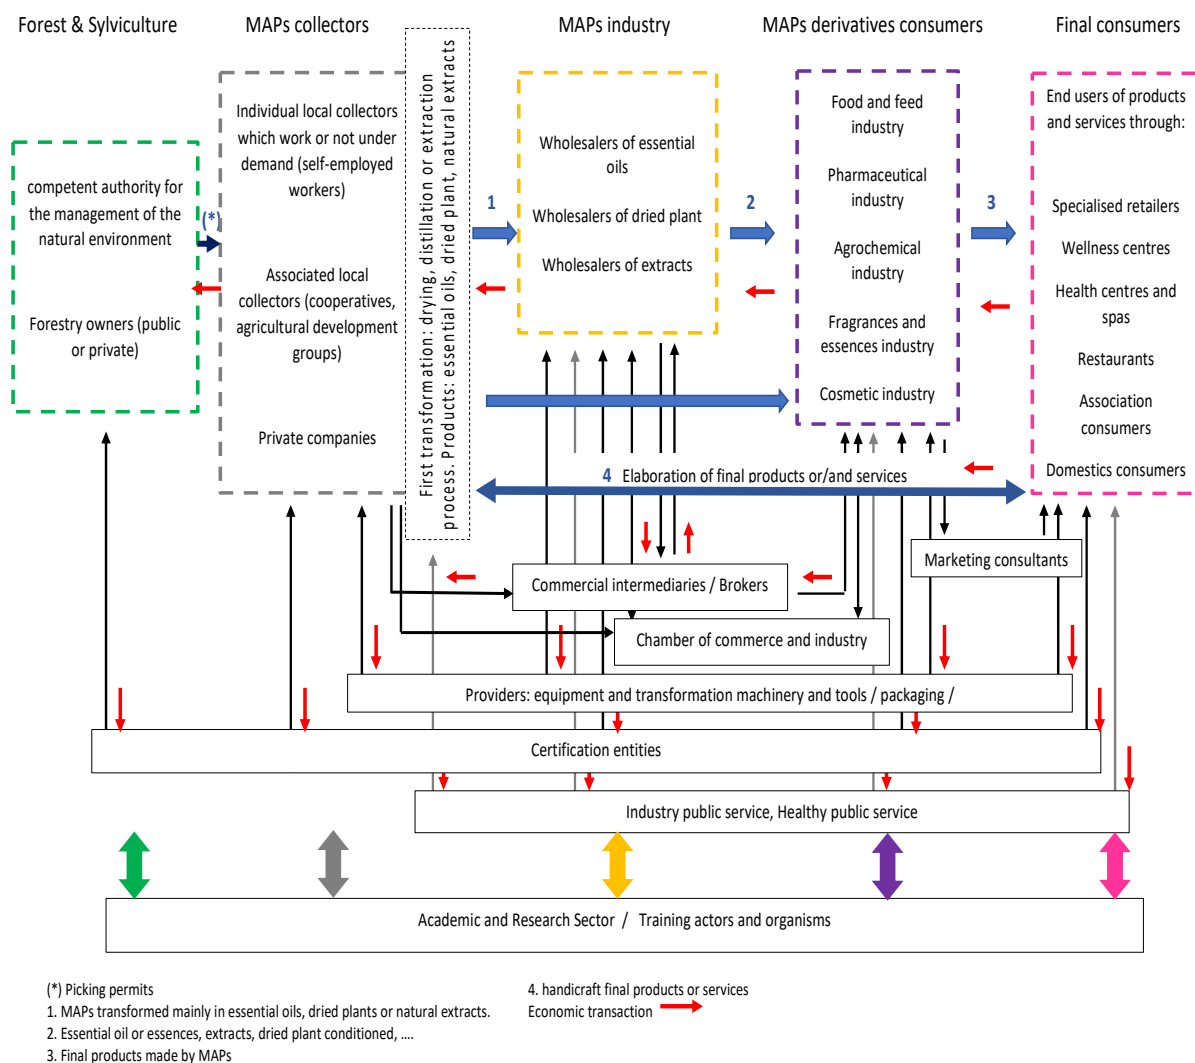 Forest & Sylviculture
MAPs collectors
MAPs industry
MAPs derivatives consumers
Final consumers
competent authority for
the management of the
natural environment
Forestry owners (public
or private)
(*)
Individual local collectors
which work or not under
demand (self-employed
workers)
Associated local
collectors (cooperatives,
agricultural development
groups)
Private companies
First transformation: drying, distillation or extraction
process. Products: essential oils, dried plant, natural extracts
1
Wholesalers of essential
oils
Wholesalers of dried plant
Wholesalers of extracts
2
Food and feed
industry
Pharmaceutical
industry
Agrochemical
industry
Fragrances and
essences industry
Cosmetic industry
3
End users of products
and services through:
Specialised retailers
Wellness centres
Health centres and
spas
Restaurants
Association
consumers
Domestics consumers
4 Elaboration of final products or/and services
Marketing consultants
Commercial intermediaries / Brokers
Chamber of commerce and industry
Providers: equipment and transformation machinery and tools / packaging /
Certification entities
Industry public service, Healthy public service
Academic and Research Sector / Training actors and organisms
(*) Picking permits
1. MAPs transformed mainly in essential oils, dried plants or natural extracts.
2. Essential oil or essences, extracts, dried plant conditioned, ....
3. Final products made by MAPs
4. handicraft final products or services
Economic transaction